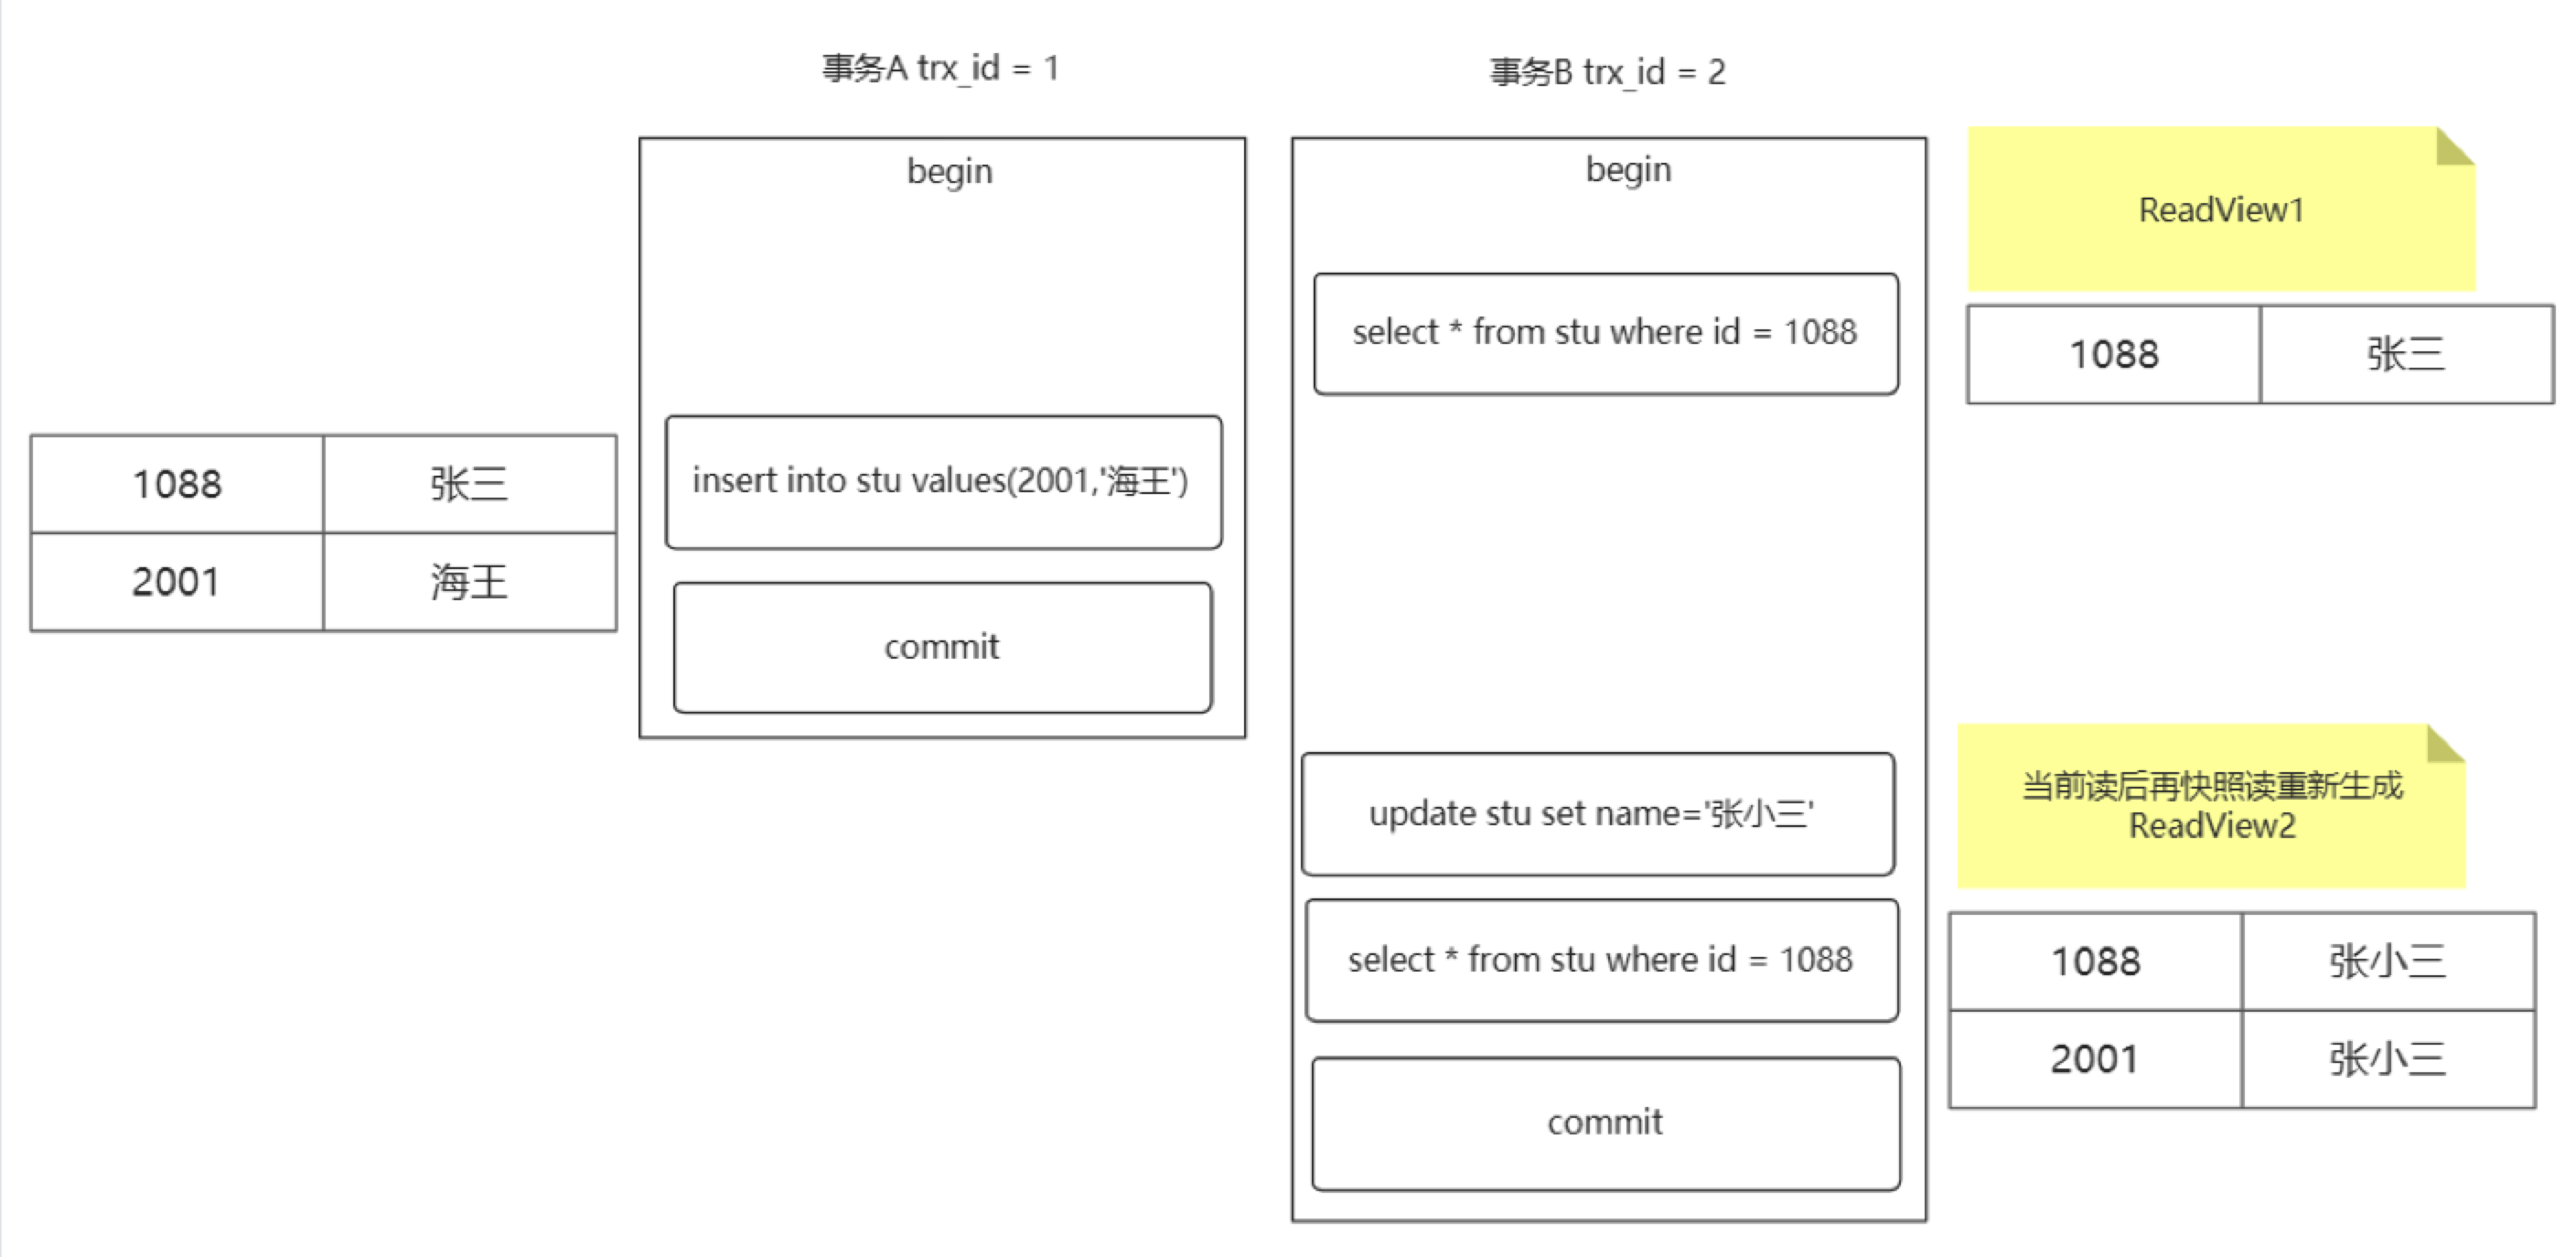 事务A trx_id = 1
事务B trx_id = 2
begin
begin
ReadView1
select * from stu where id = 1088
1088 张三
1088 张三
insert into stu values(2001,'海王')
2001 海王
commit
update stu set name='张小三'
当前读后再快照读重新生成
ReadView2
select * from stu where id = 1088
1088 张小三
2001 张小三
commit